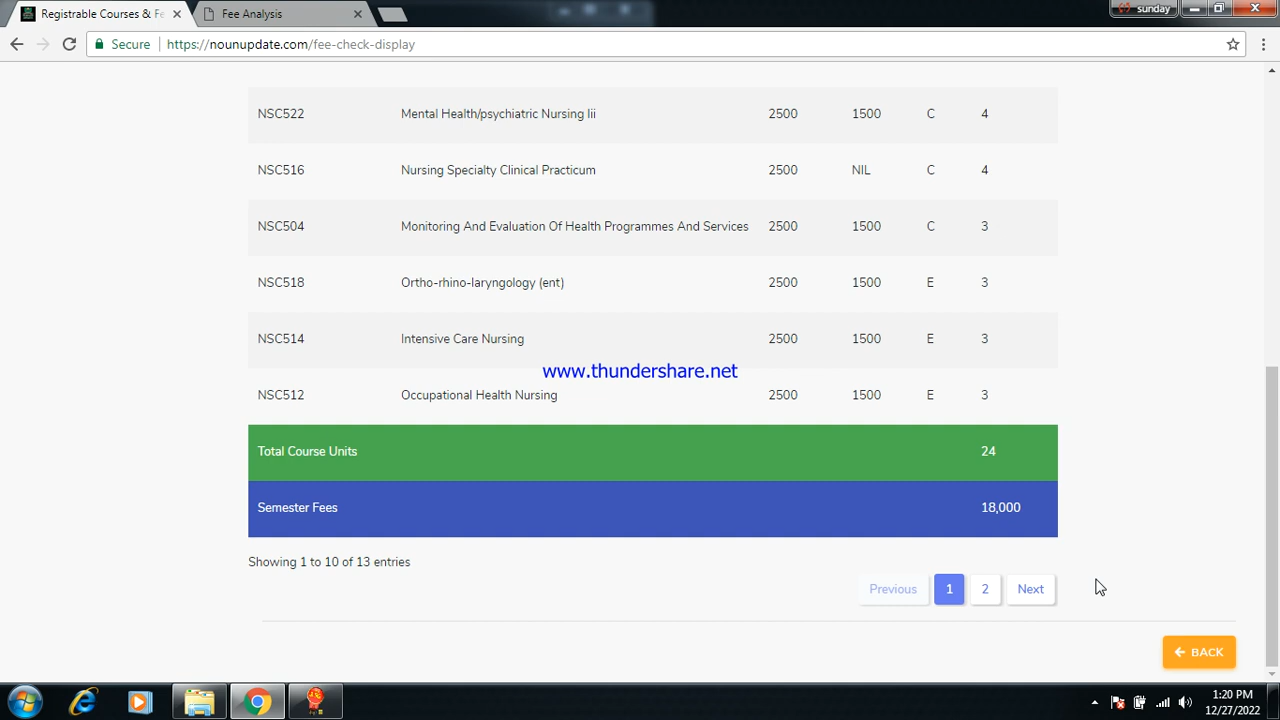 Registrable Courses & Fe
Fee Analysis
sunday
Secure
https://nounupdate.com/fee-check-display
NSC522 Mental Health/psychiatric Nursing Iii 2500 1500 C 4
NSC516 Nursing Specialty Clinical Practicum 2500 NIL C 4
NSC504 Monitoring And Evaluation Of Health Programmes And Services 2500 1500 C 3
NSC518 Ortho-rhino-laryngology (ent) 2500 1500 E 3
NSC514 Intensive Care Nursing 2500 1500 E 3
www.thundershare.net
NSC512 Occupational Health Nursing 2500 1500 E 3
Total Course Units 24
Semester Fees 18,000
Showing 1 to 10 of 13 entries
Previous 1 2 Next
BACK
1:20 PM
12/27/2022